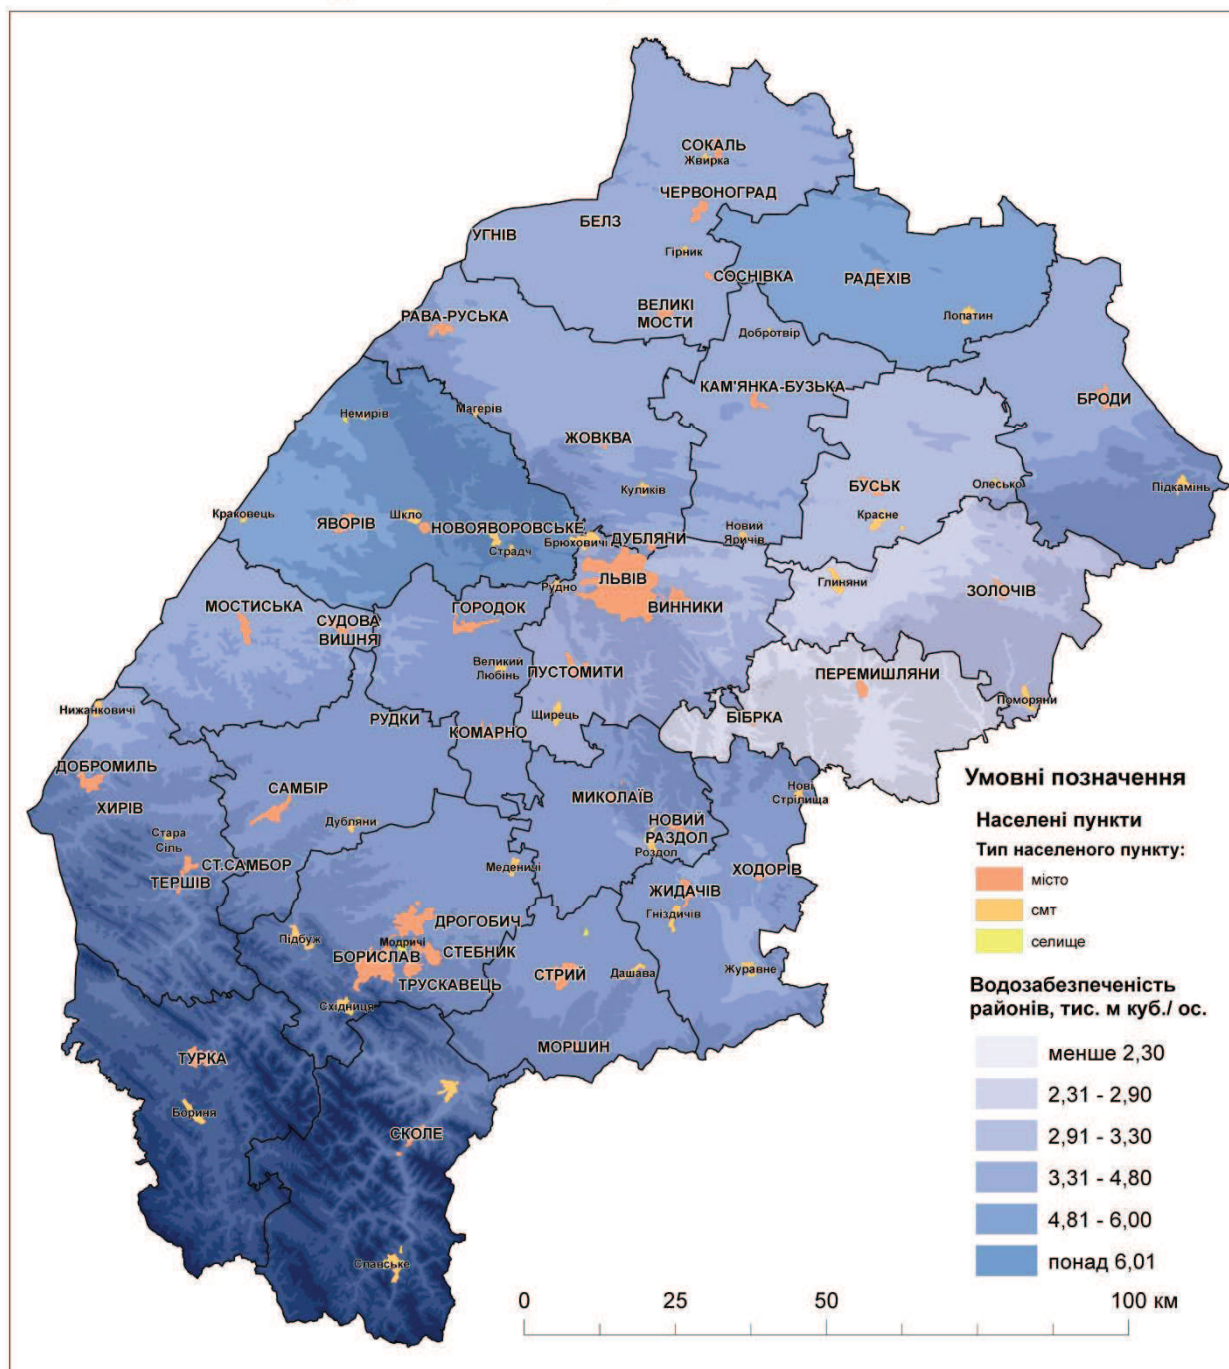 СОКАЛЬ
Жвирка
ЧЕРВОНОГРАД
БЕЛЗ
УГНІВ
Гірник
СОСНІВКА
РАДЕХІВ
ВЕЛИКІ
МОСТИ
Лопатин
РАВА-РУСЬКА
Добротвір
КАМ'ЯНКА-БУЗЬКА
БРОДИ
Немирів
Магерів
ЖОВКВА
Куликів
БУСЬК
Олесько
Підкамінь
Краковець
ЯВОРІВ
Шкло
НОВОЯВОРОВСЬКЕ
Красне
Страдч
Брюховичі
ДУБЛЯНИ
Новий
Яричів
ЛЬВІВ
Рудно
ВИННИКИ
Глиняни
ЗОЛОЧІВ
МОСТИСЬКА
СУДОВА
ВИШНЯ
ГОРОДОК
Великий
Любінь
ПУСТОМИТИ
ПЕРЕМИШЛЯНИ
Нижанковичі
РУДКИ
КОМАРНО
Щирець
БІБРКА
Поморяни
ДОБРОМИЛЬ
ХИРІВ
САМБІР
Дубляни
МИКОЛАЇВ
Нові
Стрілища
Стара
Сіль
СТ.САМБОР
ТЕРШІВ
НОВИЙ
РАЗДОЛ
Роздол
Меденичі
ХОДОРІВ
ЖИДАЧІВ
Гніздичів
Підбуж
ДРОГОБИЧ
Модричі
БОРИСЛАВ
СТЕБНИК
ТРУСКАВЕЦЬ
СТРИЙ
Дашава
Журавне
Східниця
МОРШИН
ТУРКА
Бориня
СКОЛЕ
Славське
Умовні позначення
Населені пункти
Тип населеного пункту:
місто
смт
селище
Водозабезпеченість
районів, тис. м куб./ ос.
менше 2,30
2,31 - 2,90
2,91 - 3,30
3,31 - 4,80
4,81 - 6,00
понад 6,01
0 25 50 100 км